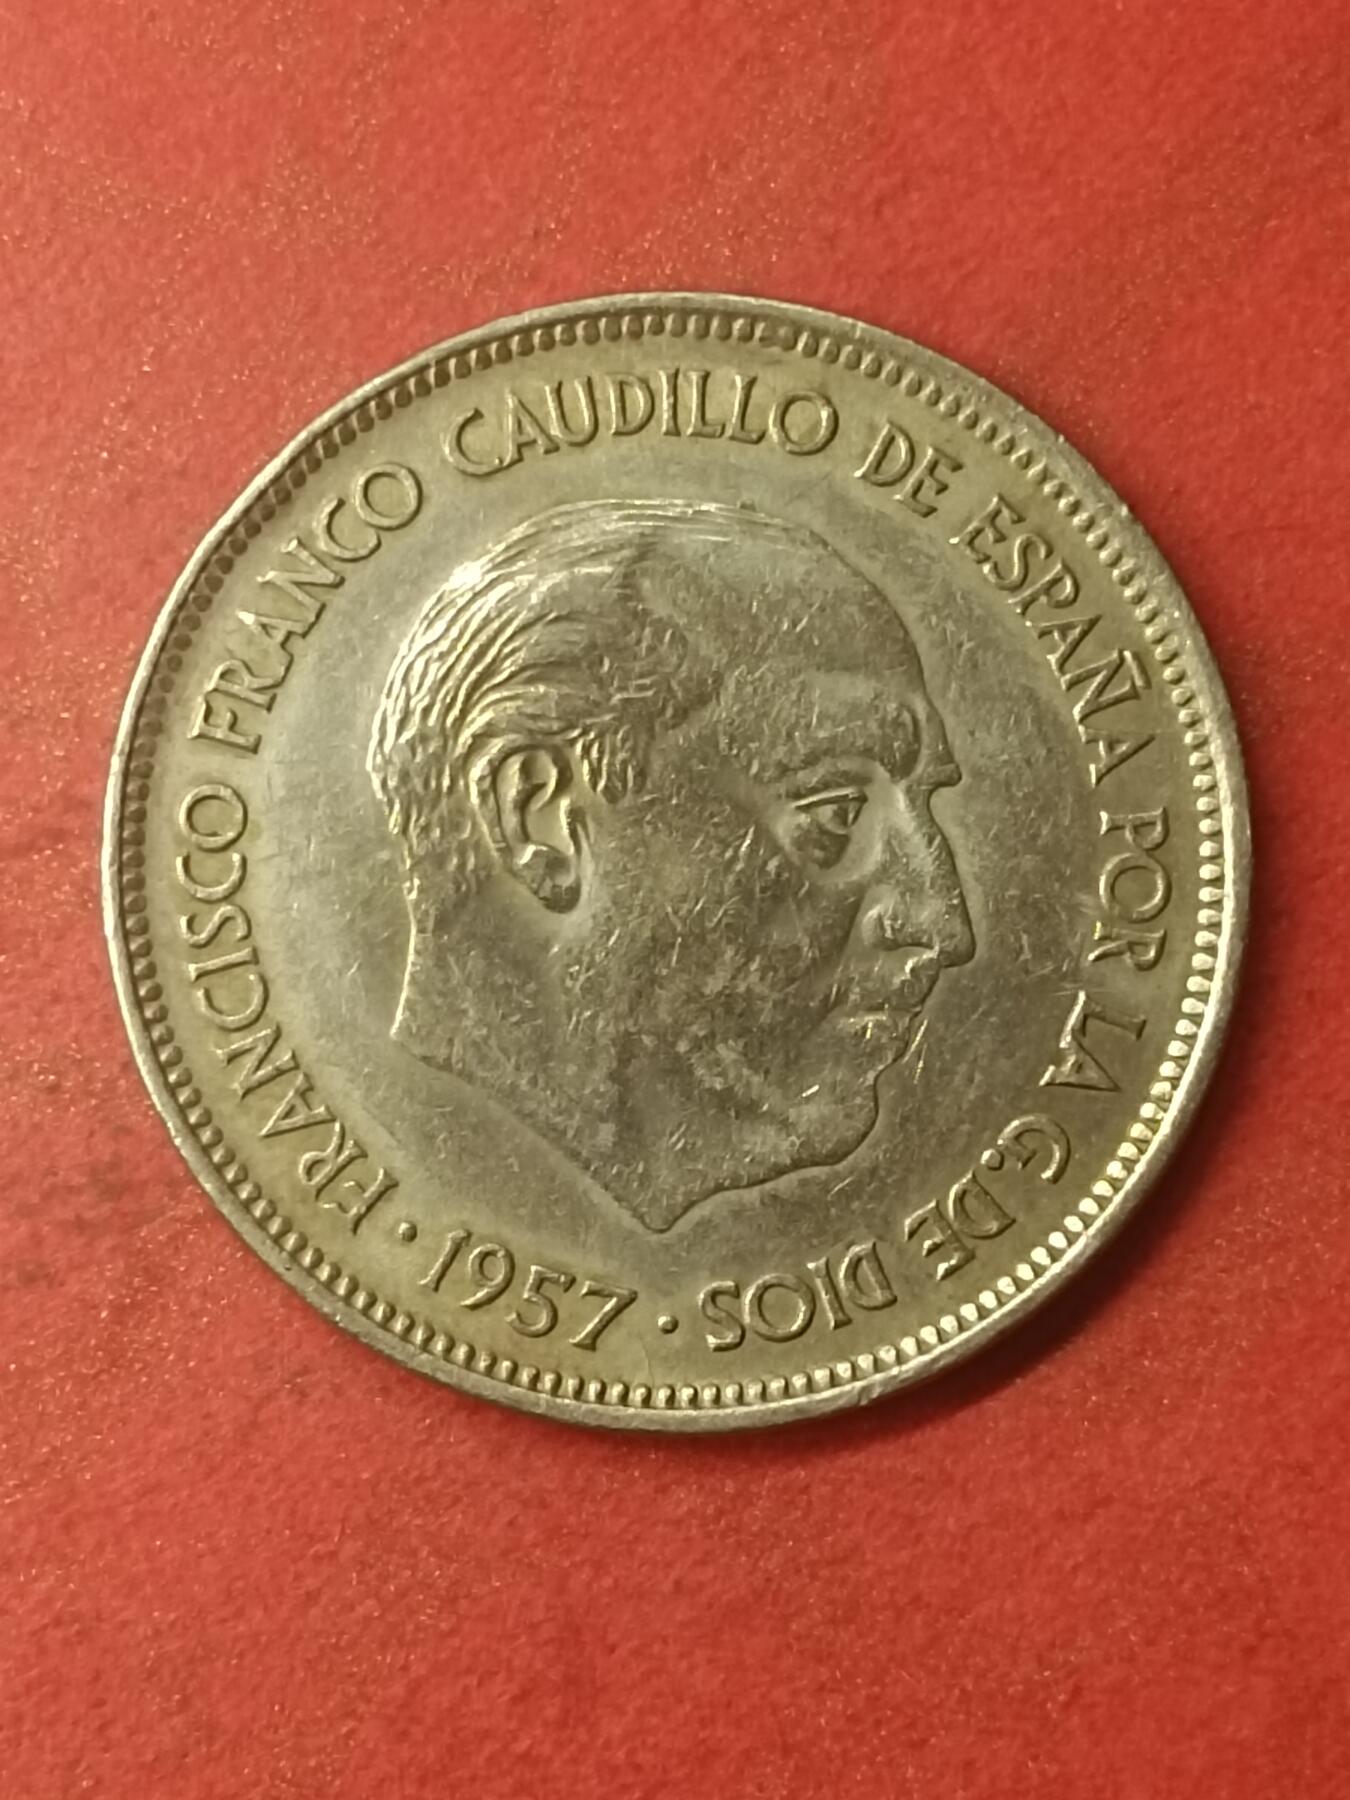 FRANCISCO FRANCO CAUDILLO DE ESPAÑA POR LA G.DE DIOS · 1957 ·